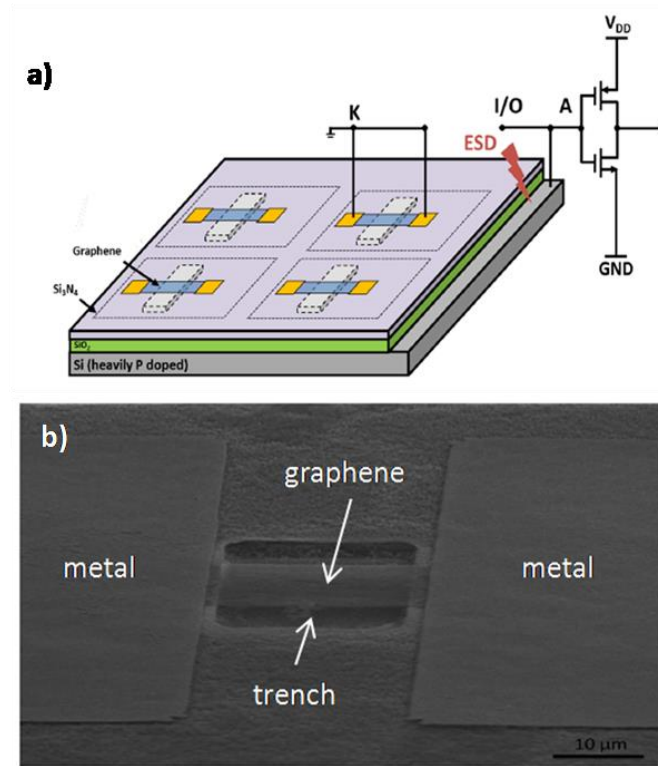 a)
V_DD
K
I/O
A
ESD
Graphene
GND
Si₃N₄
SiO₂
Si (heavily P doped)
b)
graphene
metal
metal
trench
10 µm